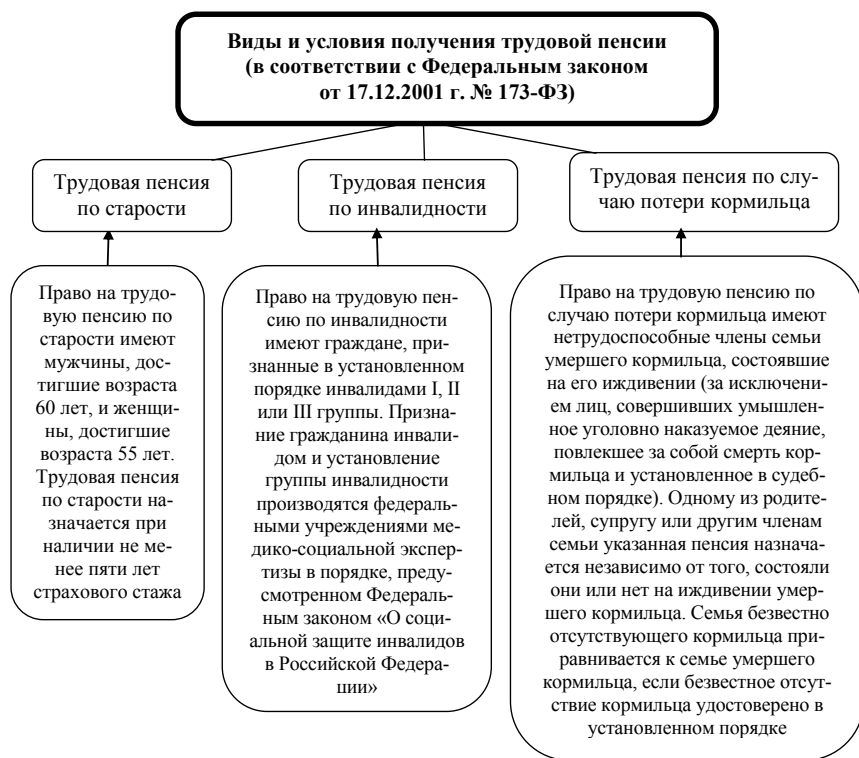 Виды и условия получения трудовой пенсии
(в соответствии с Федеральным законом
от 17.12.2001 г. № 173-ФЗ)
Трудовая пенсия
по старости
Трудовая пенсия
по инвалидности
Трудовая пенсия по слу-
чаю потери кормильца
Право на трудо-
вую пенсию по
старости имеют
мужчины, дос-
тигшие возраста
60 лет, и женщи-
ны, достигшие
возраста 55 лет.
Трудовая пенсия
по старости на-
значается при
наличии не ме-
нее пяти лет
страхового стажа
Право на трудовую пен-
сию по инвалидности
имеют граждане, при-
знанные в установленном
порядке инвалидами I, II
или III группы. Призна-
ние гражданина инвали-
дом и установление
группы инвалидности
производятся федераль-
ными учреждениями ме-
дико-социальной экспер-
тизы в порядке, преду-
смотренном Федераль-
ным законом «О соци-
альной защите инвалидов
в Российской Федера-
ции»
Право на трудовую пенсию по
случаю потери кормильца имеют
нетрудоспособные члены семьи
умершего кормильца, состоявшие
на его иждивении (за исключени-
ем лиц, совершивших умышлен-
ное уголовно наказуемое деяние,
повлекшее за собой смерть кор-
мильца и установленное в судеб-
ном порядке). Одному из родите-
лей, супругу или другим членам
семьи указанная пенсия назнача-
ется независимо от того, состояли
они или нет на иждивении умер-
шего кормильца. Семья безвестно
отсутствующего кормильца при-
равнивается к семье умершего
кормильца, если безвестное отсут-
ствие кормильца удостоверено в
установленном порядке